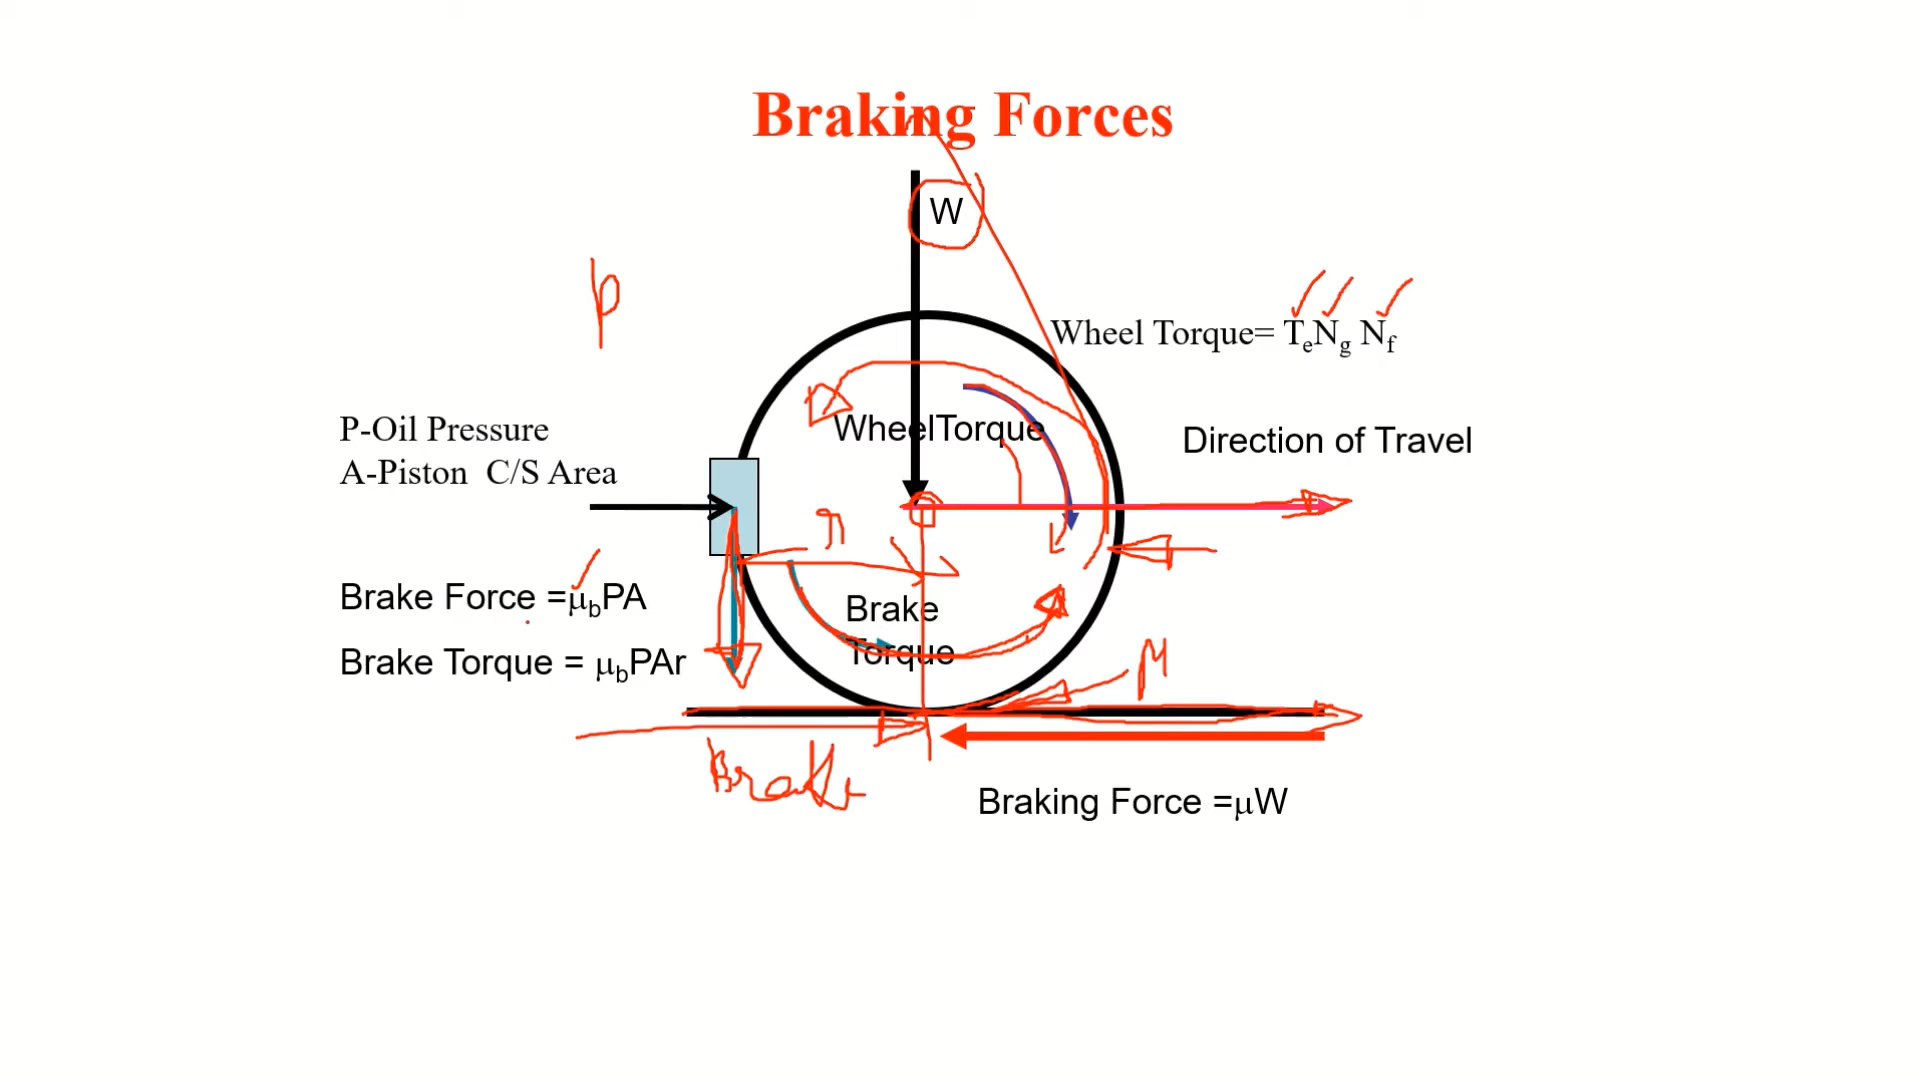 Braking Forces
W
p
Wheel Torque= TeNg Nf
P-Oil Pressure
A-Piston C/S Area
WheelTorque
Direction of Travel
r
Brake Force =μbPA
Brake Torque = μbPAr
Brake
Torque
μ
Brake
Braking Force =μW